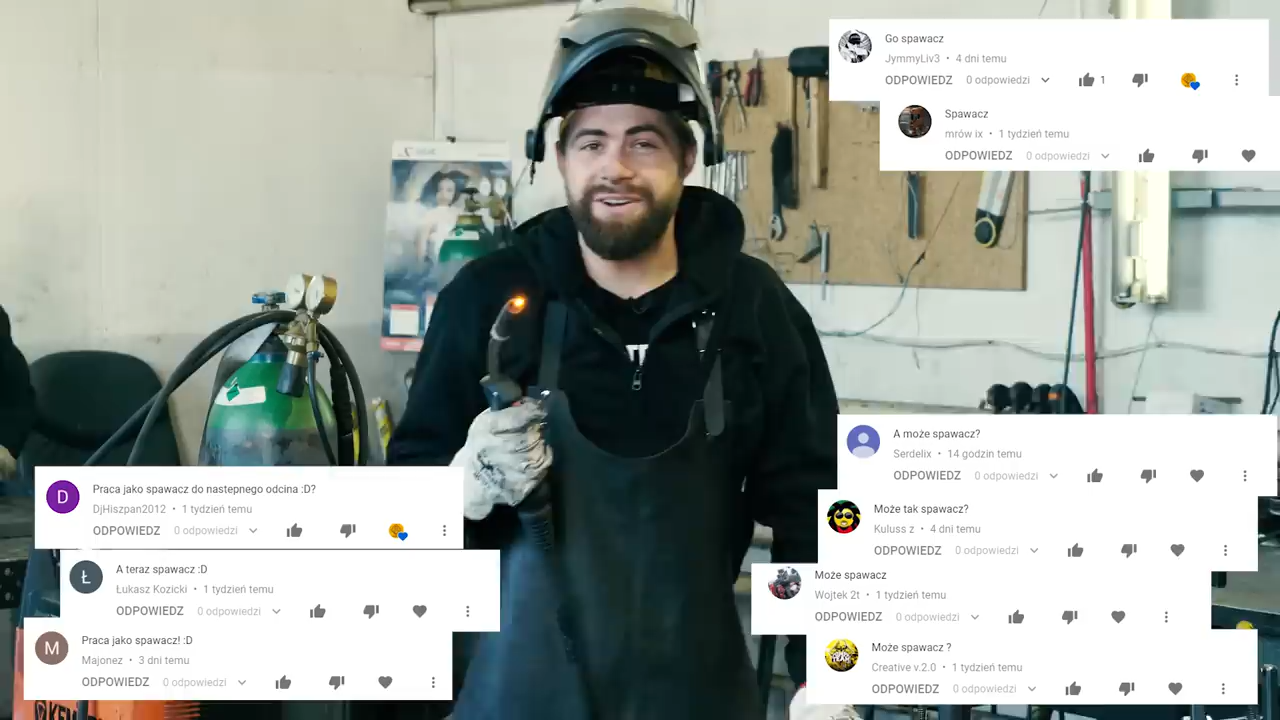 Go spawacz
JymmyLiv3 • 4 dni temu
ODPOWIEDZ 0 odpowiedzi 1
Spawacz
mrów ix • 1 tydzień temu
ODPOWIEDZ 0 odpowiedzi
A może spawacz?
Serdelix • 14 godzin temu
ODPOWIEDZ 0 odpowiedzi
D
Praca jako spawacz do nastepnego odcina :D?
DjHiszpan2012 • 1 tydzień temu
ODPOWIEDZ 0 odpowiedzi
Może tak spawacz?
Kuluss z • 4 dni temu
ODPOWIEDZ 0 odpowiedzi
Ł
A teraz spawacz :D
Łukasz Kozicki • 1 tydzień temu
ODPOWIEDZ 0 odpowiedzi
Może spawacz
Wojtek 2t • 1 tydzień temu
ODPOWIEDZ 0 odpowiedzi
M
Praca jako spawacz! :D
Majonez • 3 dni temu
ODPOWIEDZ 0 odpowiedzi
Może spawacz ?
Creative v.2.0 • 1 tydzień temu
ODPOWIEDZ 0 odpowiedzi